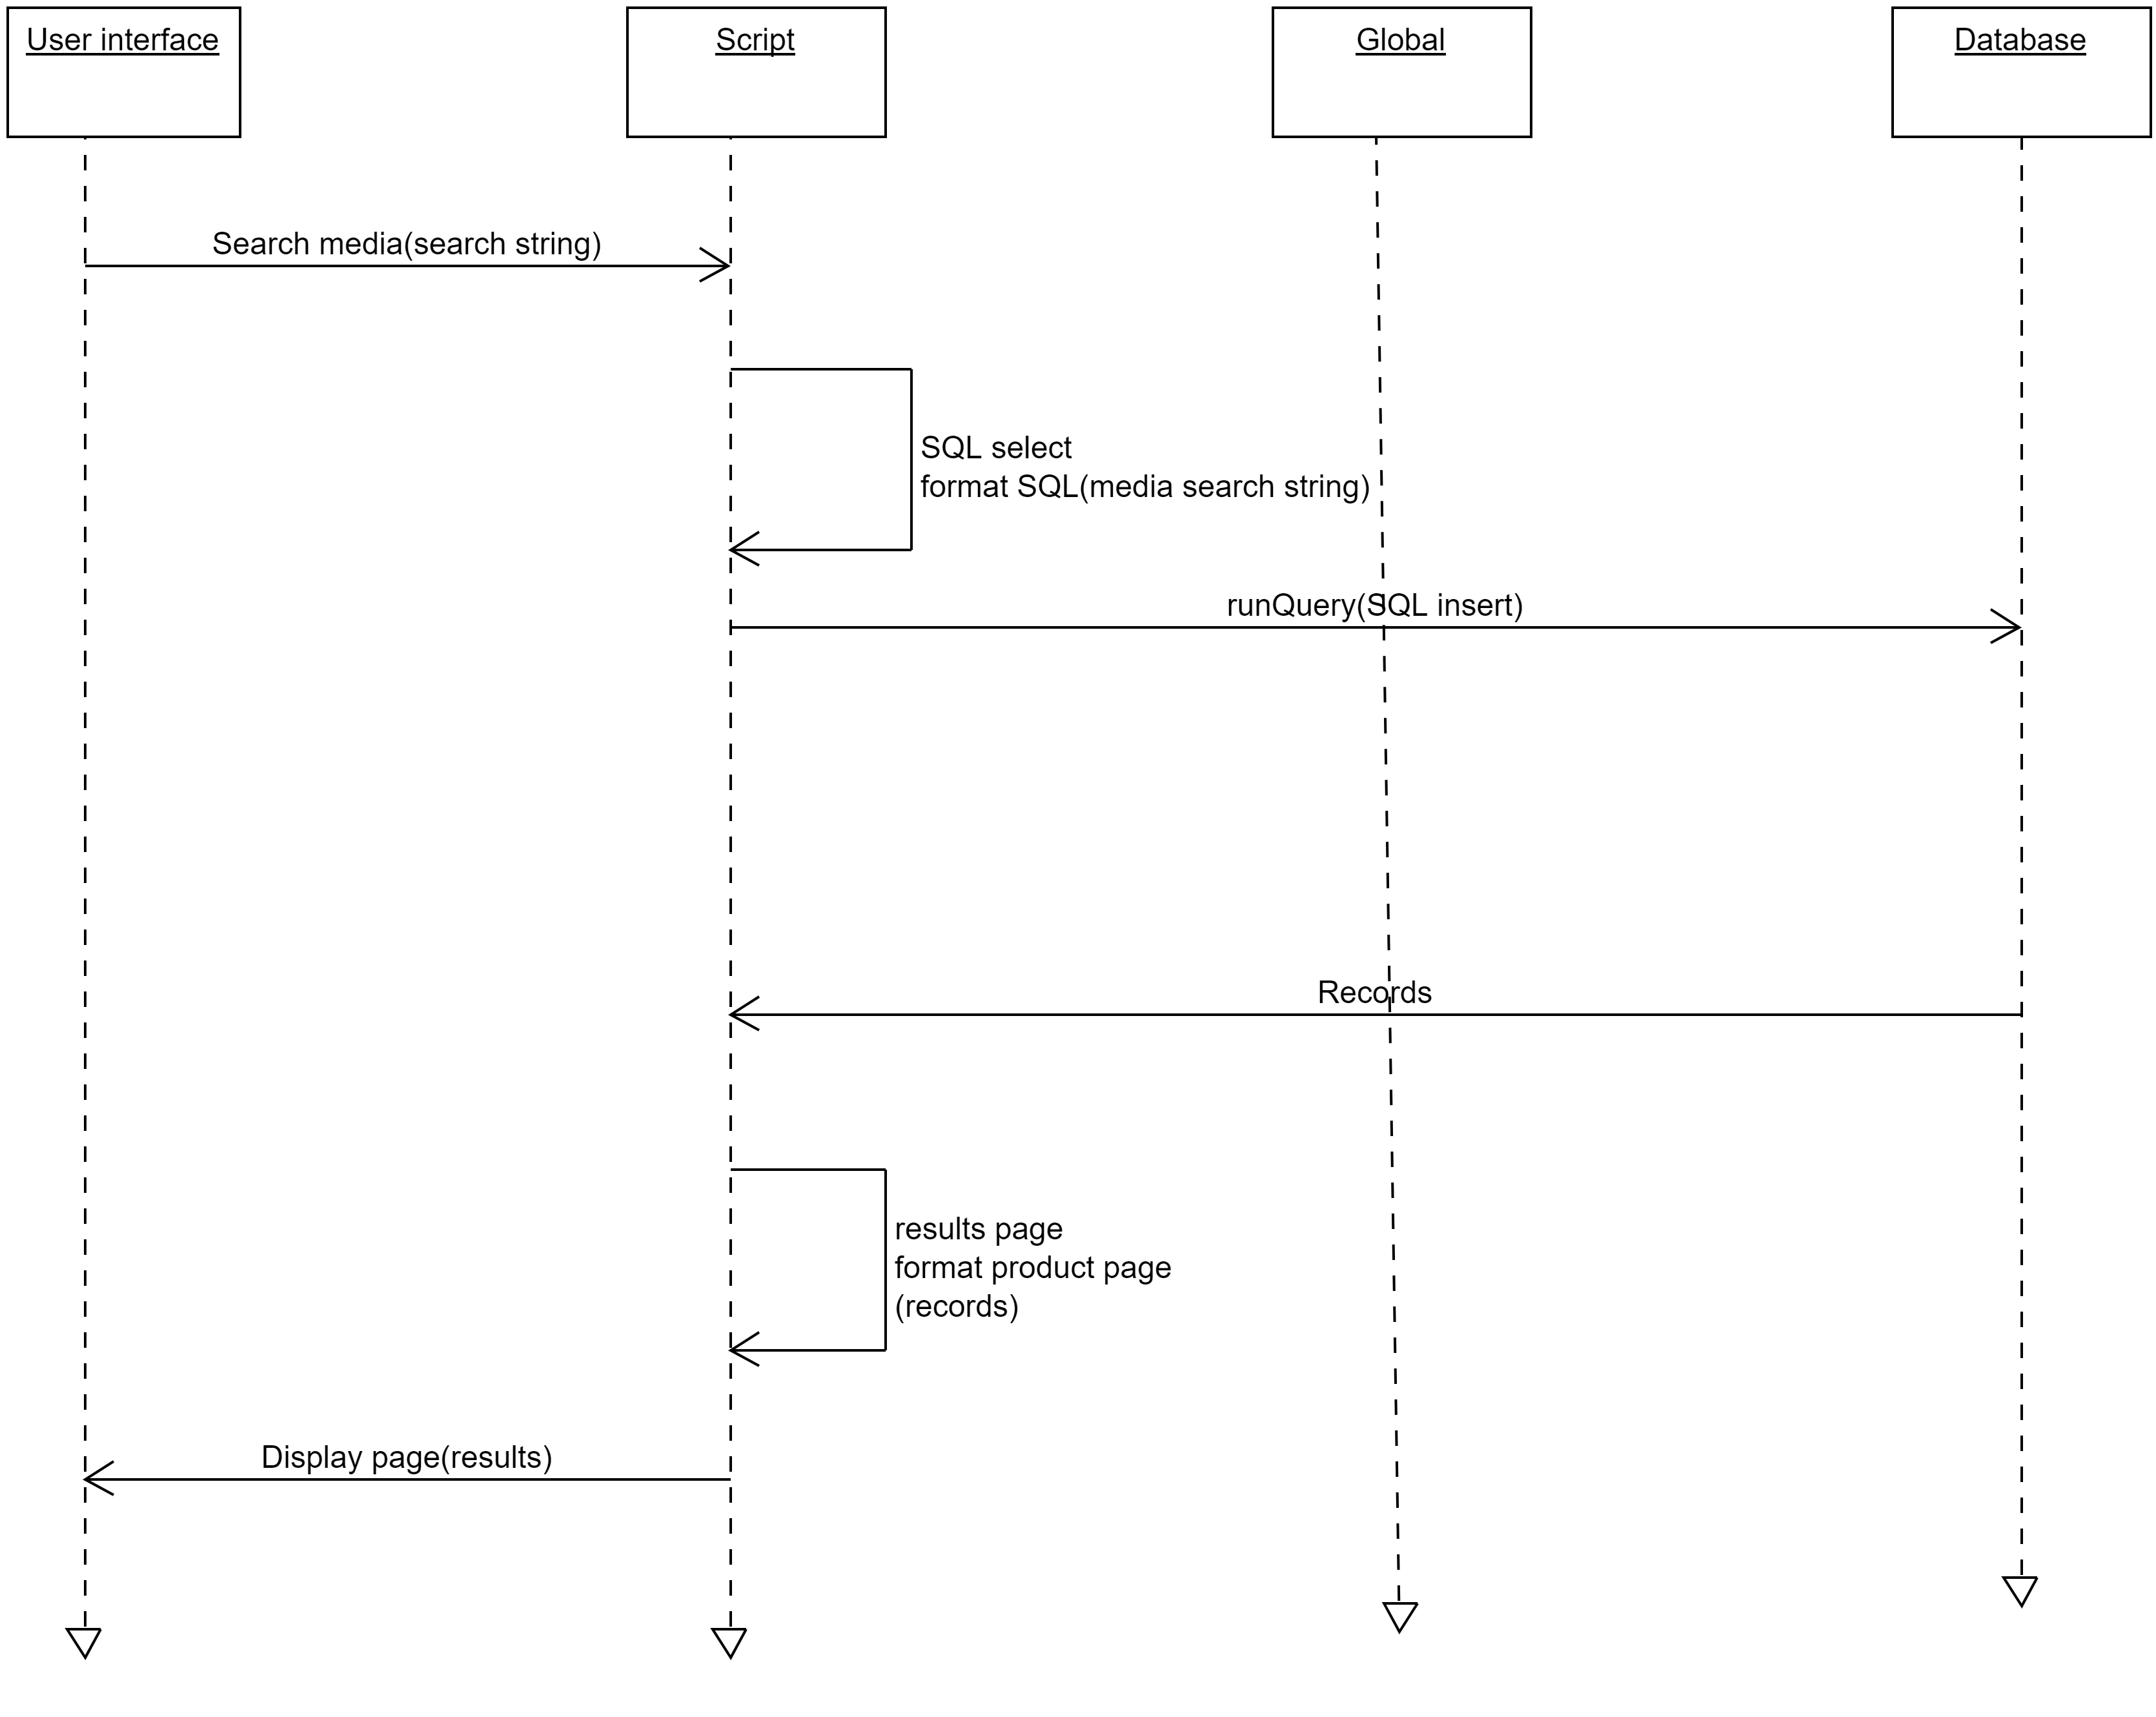 User interface
Script
Global
Database
Search media(search string)
SQL select
format SQL(media search string)
runQuery(SQL insert)
Records
results page
format product page
(records)
Display page(results)